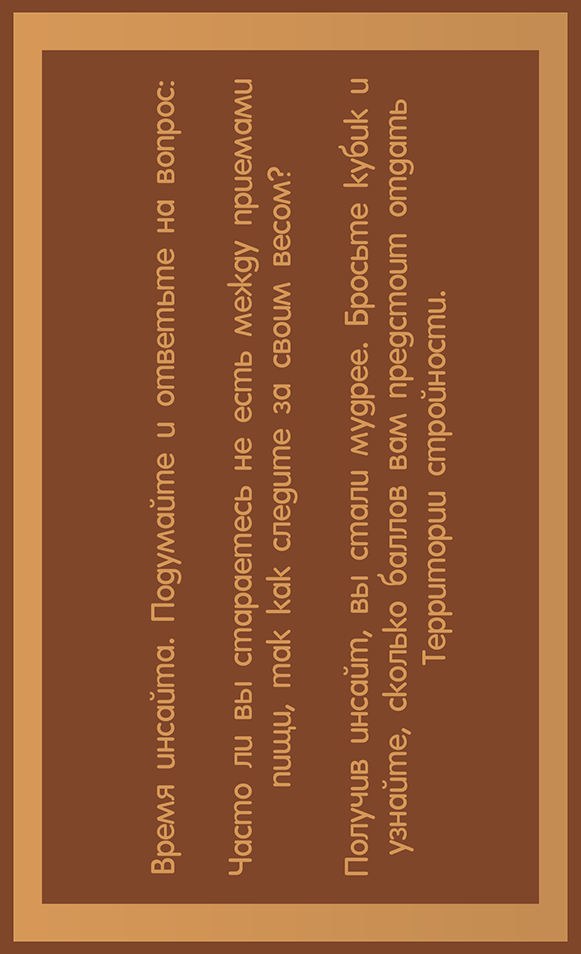 Время инсайта. Подумайте и ответьте на вопрос:
Часто ли вы стараетесь не есть между приемами
пищи, так как следите за своим весом?
Получив инсайт, вы стали мудрее. Бросьте кубик и
узнайте, сколько баллов вам предстоит отдать
Территории стройности.